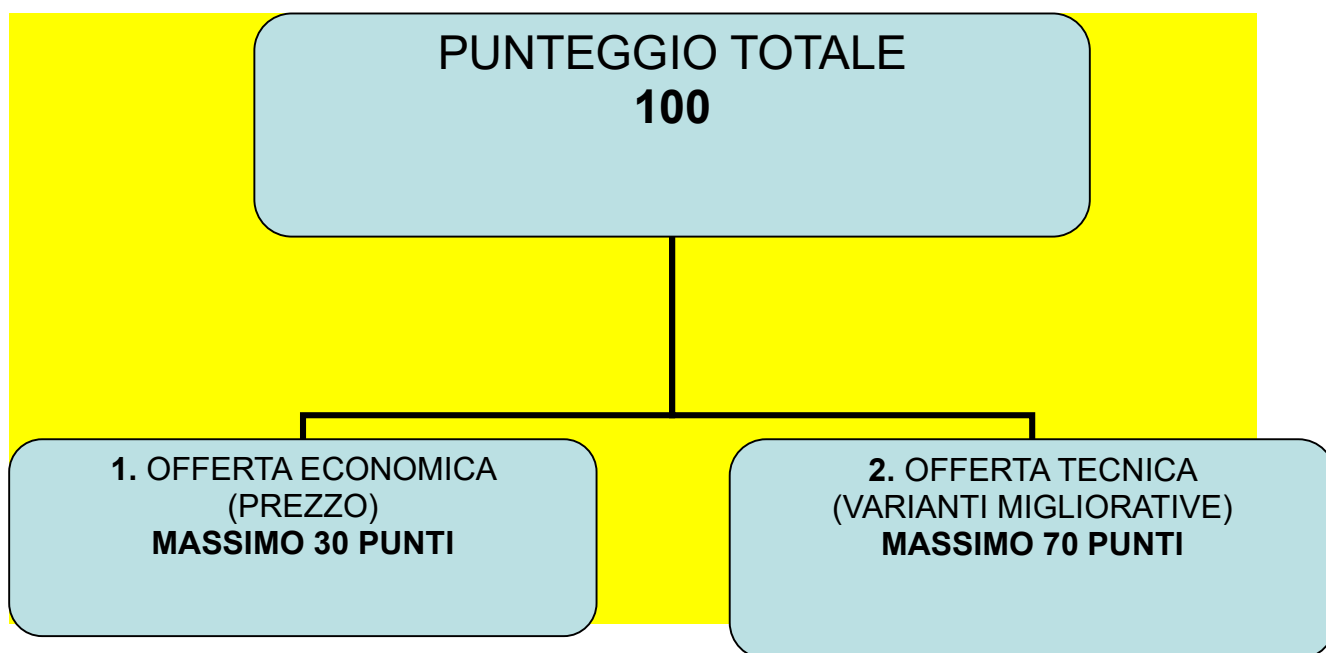 PUNTEGGIO TOTALE
100
1. OFFERTA ECONOMICA
(PREZZO)
MASSIMO 30 PUNTI
2. OFFERTA TECNICA
(VARIANTI MIGLIORATIVE)
MASSIMO 70 PUNTI